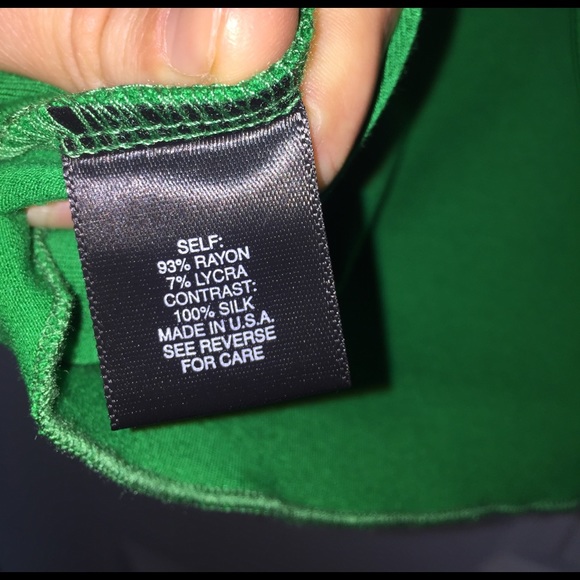 SELF:
93% RAYON
7% LYCRA
CONTRAST:
100% SILK
MADE IN U.S.A.
SEE REVERSE
FOR CARE